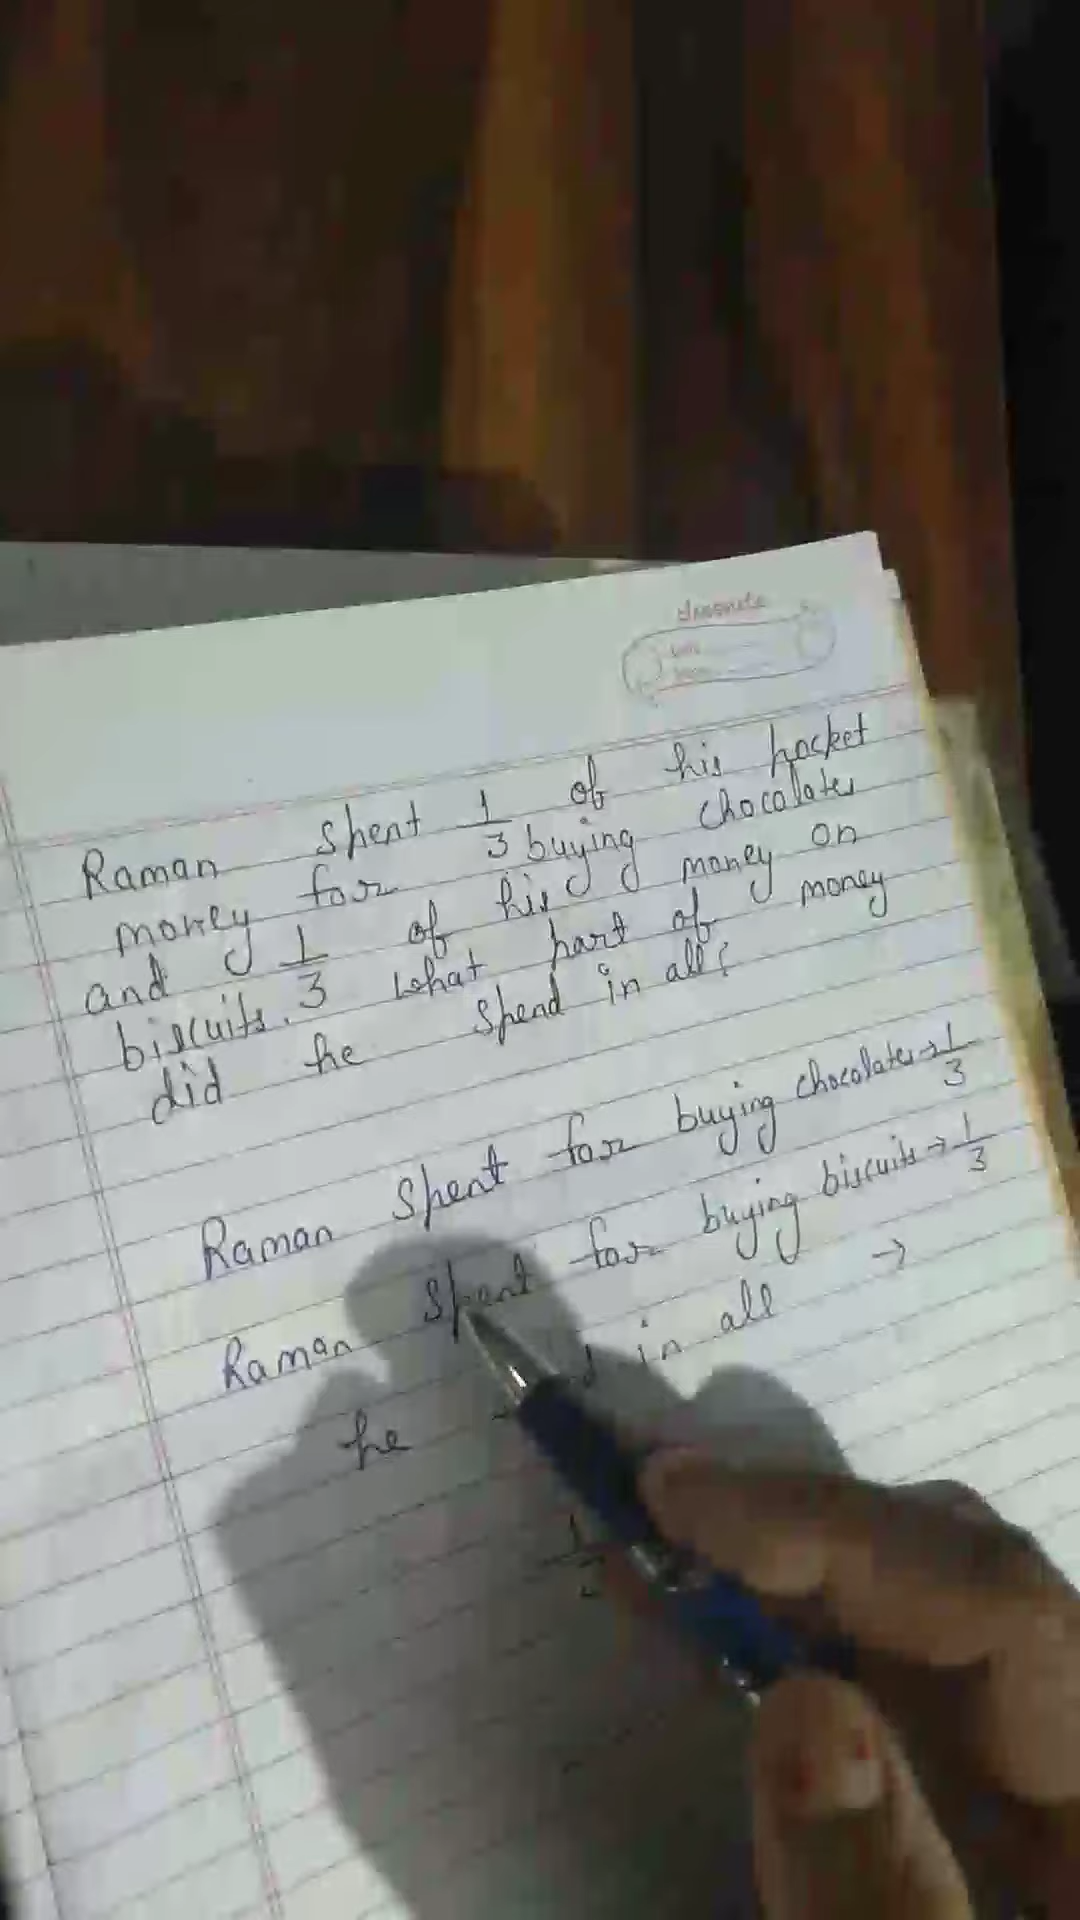 Raman spent 1/3 of his pocket
money for buying chocolates
and 1/3 of his money on
biscuits. what part of money
did he spend in all?
Raman spent for buying chocolates → 1/3
Raman spent for buying biscuits → 1/3
he in all →
1